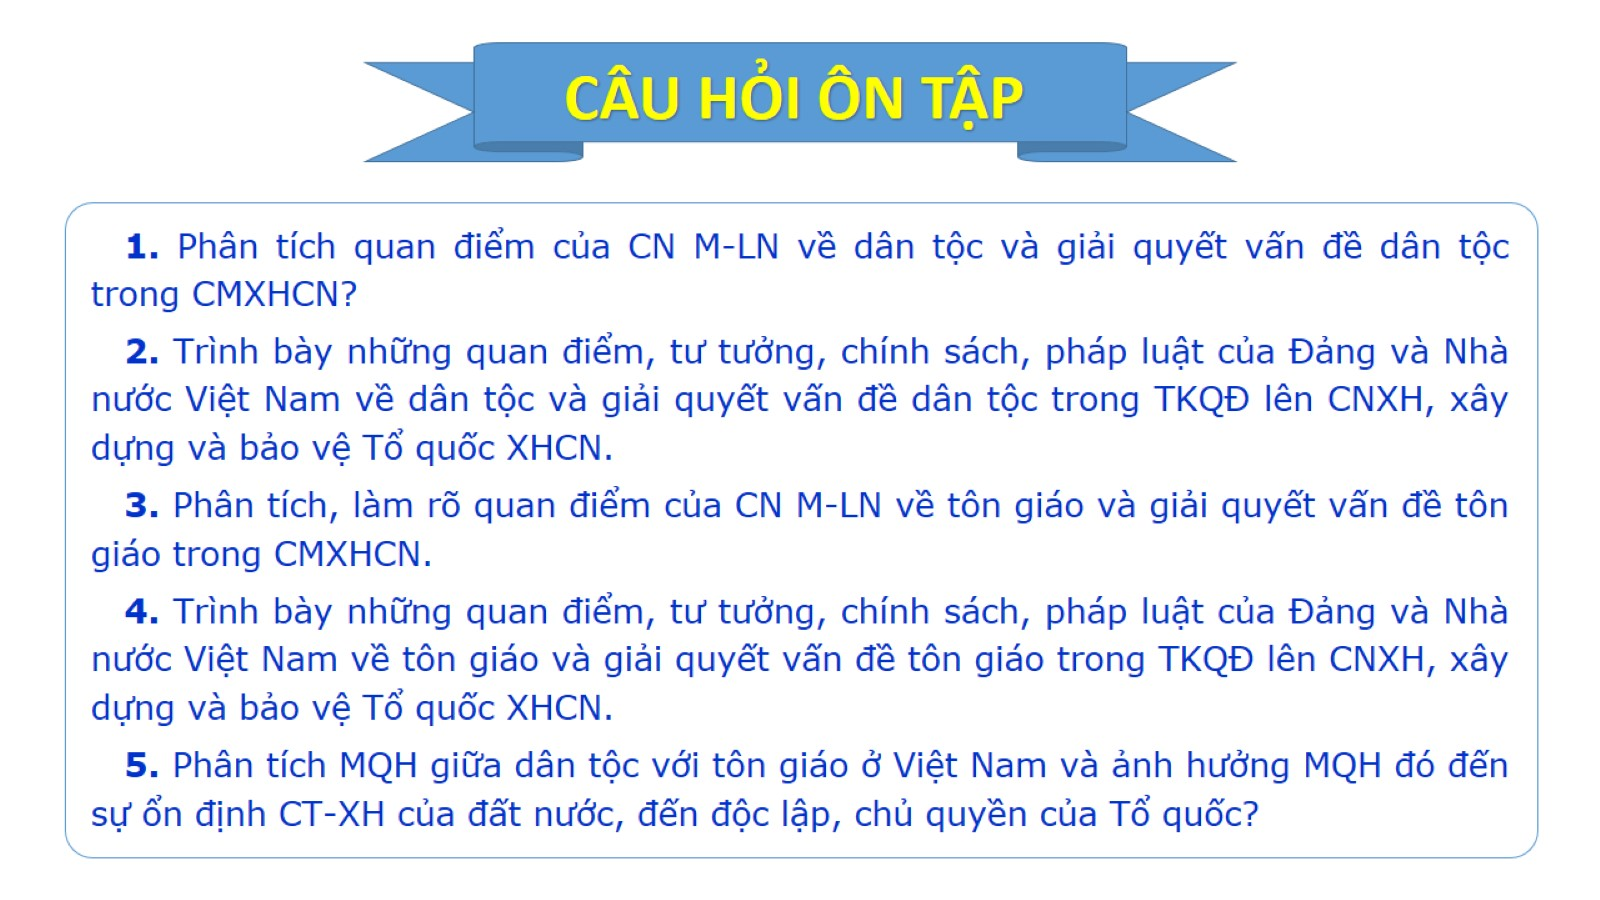 CÂU HỎI ÔN TẬP
1. Phân tích quan điểm của CN M-LN về dân tộc và giải quyết vấn đề dân tộc
trong CMXHCN?
2. Trình bày những quan điểm, tư tưởng, chính sách, pháp luật của Đảng và Nhà
nước Việt Nam về dân tộc và giải quyết vấn đề dân tộc trong TKQĐ lên CNXH, xây
dựng và bảo vệ Tổ quốc XHCN.
3. Phân tích, làm rõ quan điểm của CN M-LN về tôn giáo và giải quyết vấn đề tôn
giáo trong CMXHCN.
4. Trình bày những quan điểm, tư tưởng, chính sách, pháp luật của Đảng và Nhà
nước Việt Nam về tôn giáo và giải quyết vấn đề tôn giáo trong TKQĐ lên CNXH, xây
dựng và bảo vệ Tổ quốc XHCN.
5. Phân tích MQH giữa dân tộc với tôn giáo ở Việt Nam và ảnh hưởng MQH đó đến
sự ổn định CT-XH của đất nước, đến độc lập, chủ quyền của Tổ quốc?